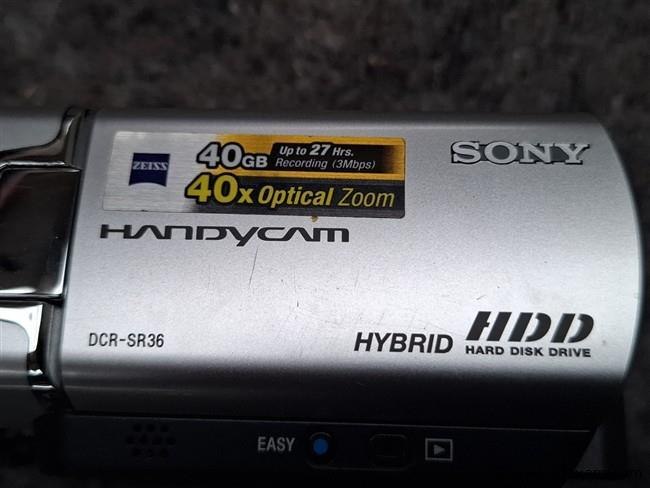 ZEISS
40GB Up to 27 Hrs.
Recording (3Mbps)
40x Optical Zoom
SONY
HANDYCAM
DCR-SR36
HYBRID HDD
HARD DISK DRIVE
EASY